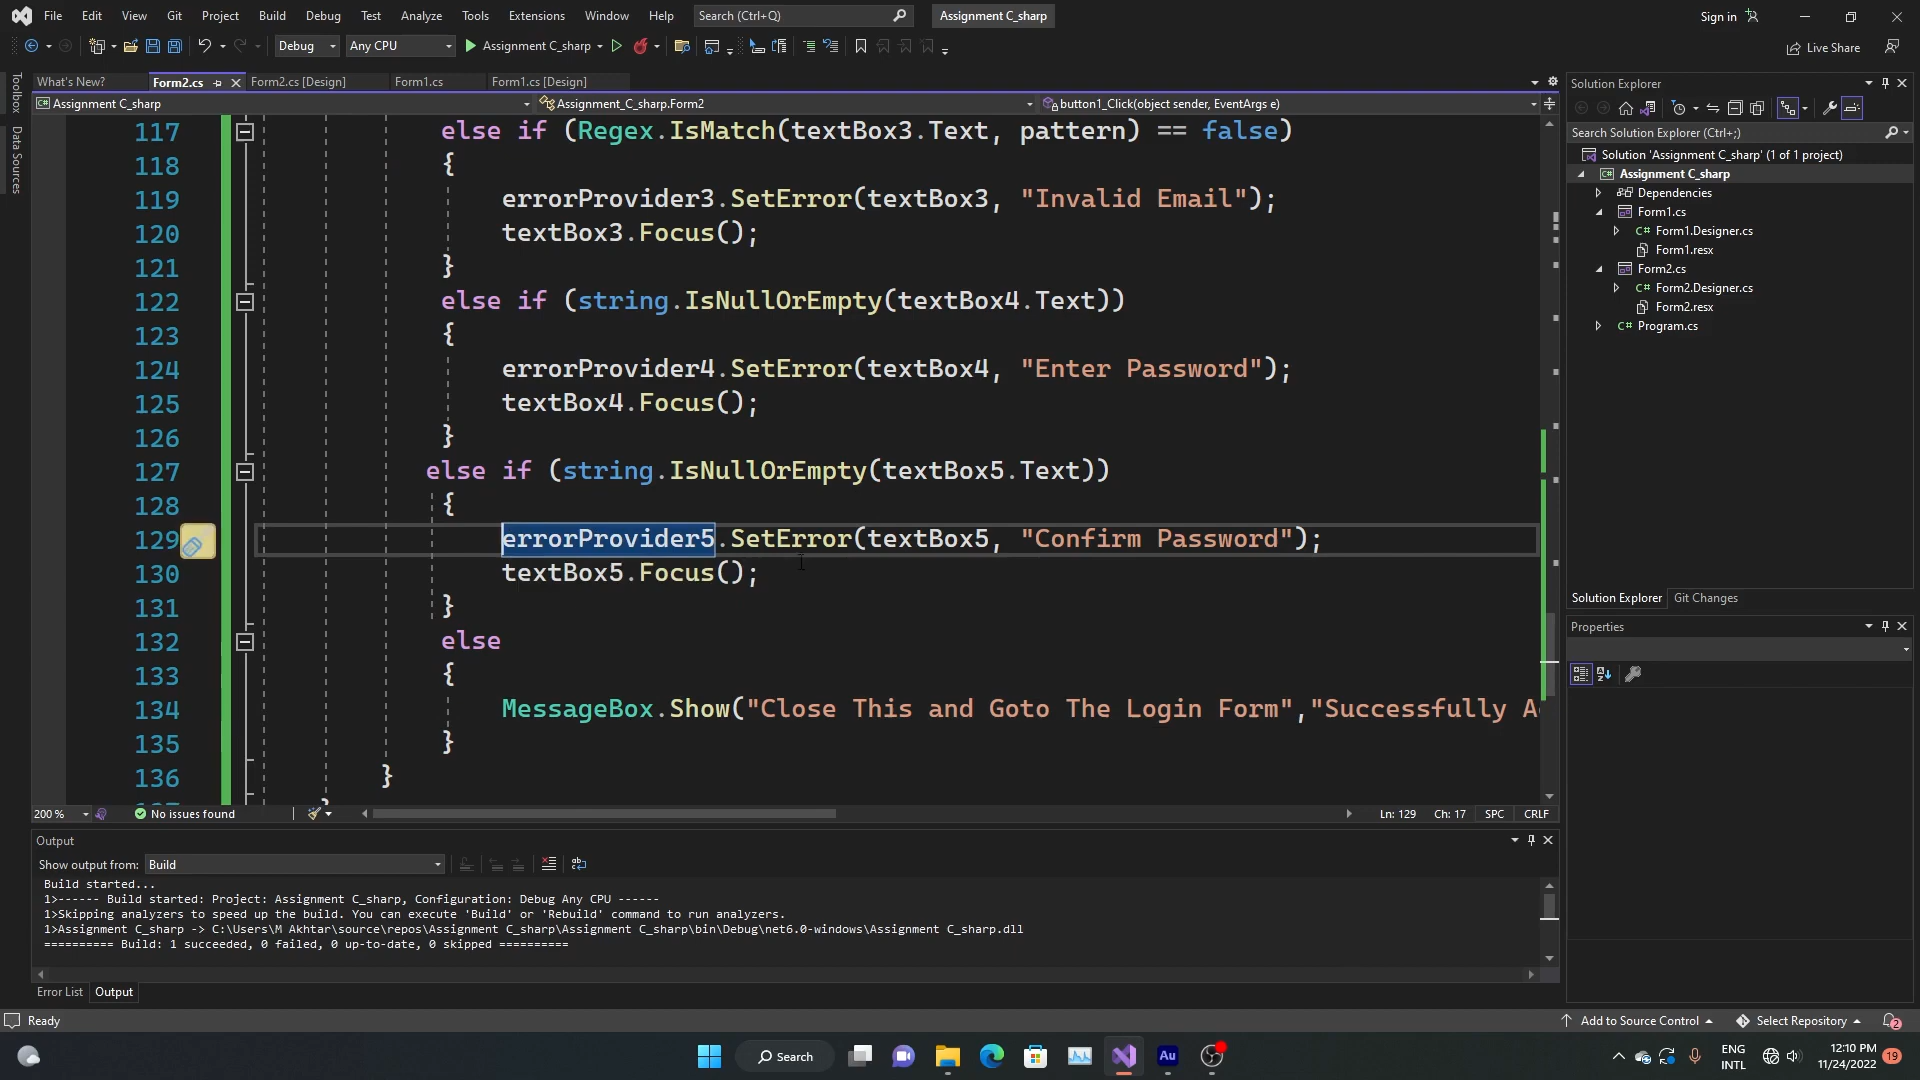 File Edit View Git Project Build Debug Test Analyze Tools Extensions Window Help Search (Ctrl+Q) Assignment C_sharp Sign in
Debug Any CPU Assignment C_sharp Live Share
Toolbox
Data Sources
What's New? Form2.cs Form2.cs [Design] Form1.cs Form1.cs [Design]
Assignment C_sharp Assignment_C_sharp.Form2 button1_Click(object sender, EventArgs e)
117 else if (Regex.IsMatch(textBox3.Text, pattern) == false)
118 {
119 errorProvider3.SetError(textBox3, "Invalid Email");
120 textBox3.Focus();
121 }
122 else if (string.IsNullOrEmpty(textBox4.Text))
123 {
124 errorProvider4.SetError(textBox4, "Enter Password");
125 textBox4.Focus();
126 }
127 else if (string.IsNullOrEmpty(textBox5.Text))
128 {
129 errorProvider5.SetError(textBox5, "Confirm Password");
130 textBox5.Focus();
131 }
132 else
133 {
134 MessageBox.Show("Close This and Goto The Login Form","Successfully A
135 }
136 }
200 % No issues found Ln: 129 Ch: 17 SPC CRLF
Output
Show output from: Build
Build started...
1>------ Build started: Project: Assignment C_sharp, Configuration: Debug Any CPU ------
1>Skipping analyzers to speed up the build. You can execute 'Build' or 'Rebuild' command to run analyzers.
1>Assignment C_sharp -> C:\Users\M Akhtar\source\repos\Assignment C_sharp\Assignment C_sharp\bin\Debug\net6.0-windows\Assignment C_sharp.dll
========== Build: 1 succeeded, 0 failed, 0 up-to-date, 0 skipped ==========
Error List Output
Solution Explorer
Search Solution Explorer (Ctrl+;)
Solution 'Assignment C_sharp' (1 of 1 project)
C# Assignment C_sharp
Dependencies
Form1.cs
C# Form1.Designer.cs
Form1.resx
Form2.cs
C# Form2.Designer.cs
Form2.resx
C# Program.cs
Solution Explorer Git Changes
Properties
Ready Add to Source Control Select Repository 2
Search Au ENG INTL 12:10 PM 11/24/2022 19